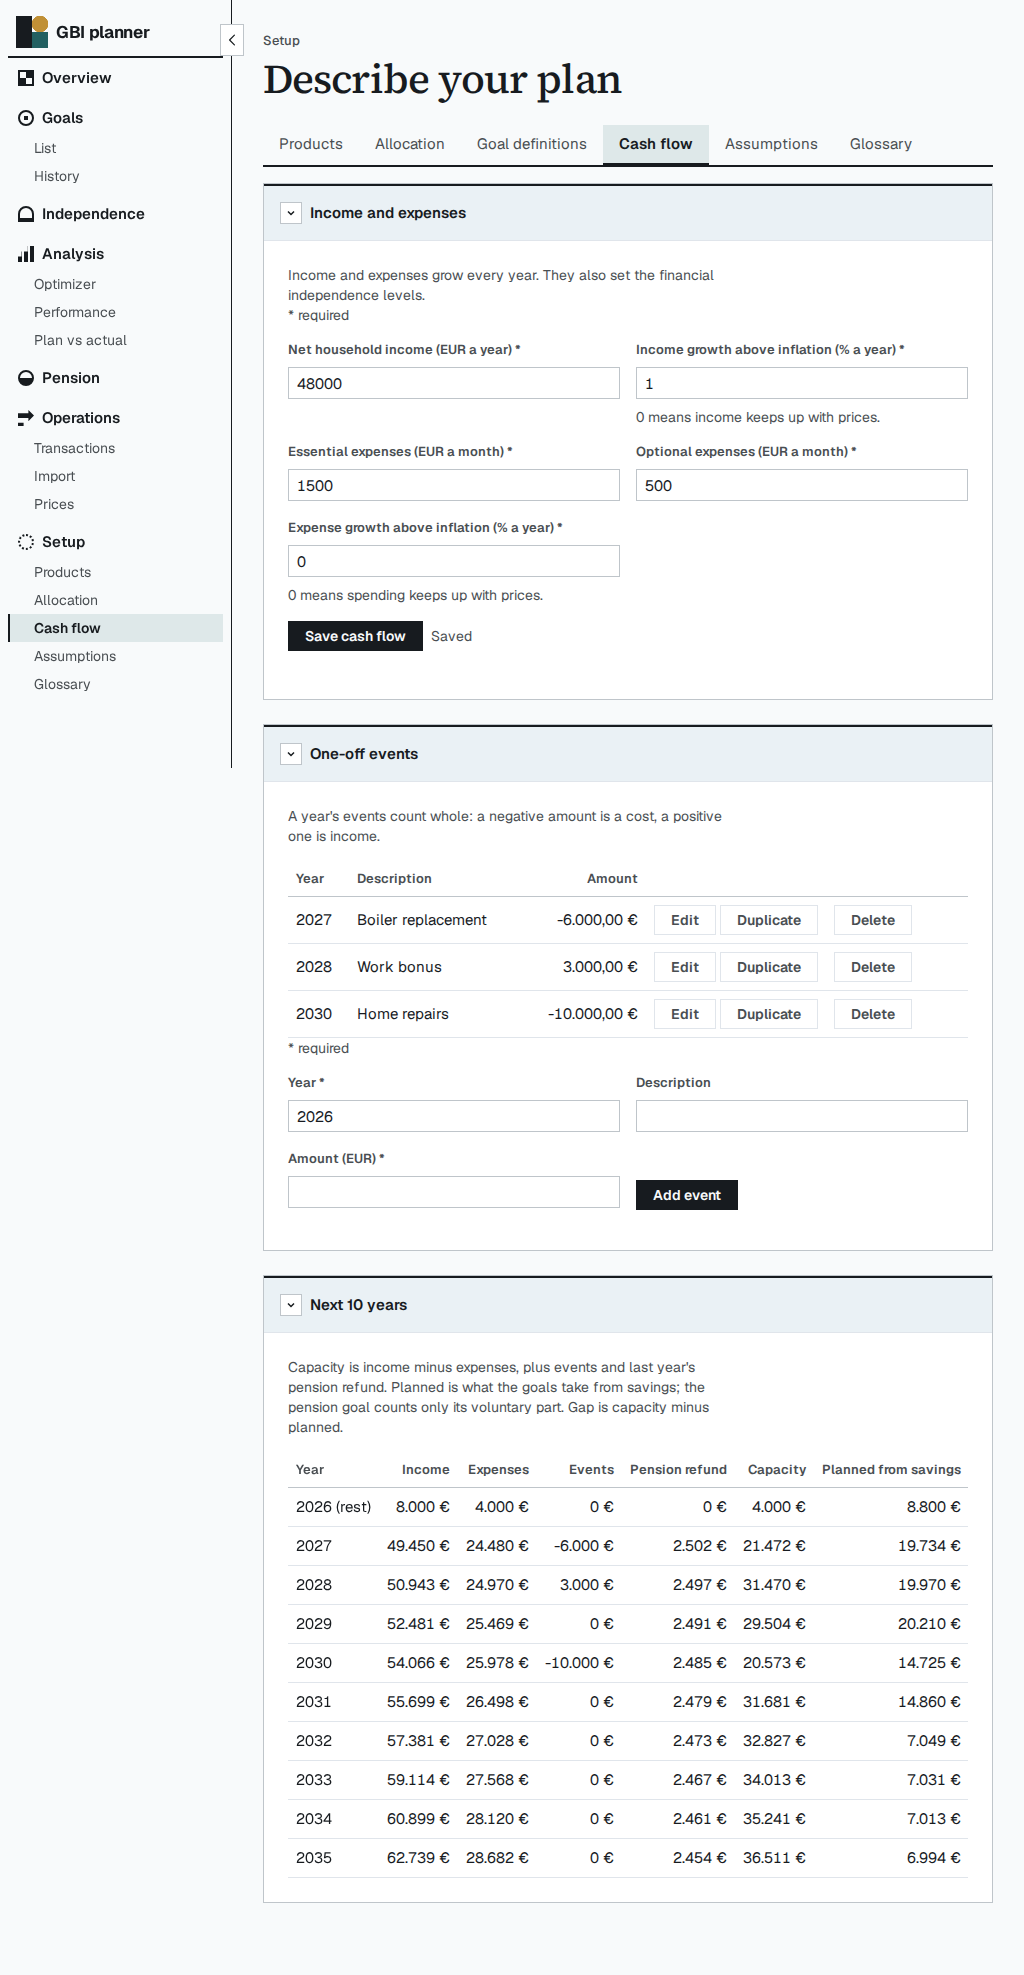 GBI planner
Overview
Goals
List
History
Independence
Analysis
Optimizer
Performance
Plan vs actual
Pension
Operations
Transactions
Import
Prices
Setup
Products
Allocation
Cash flow
Assumptions
Glossary
Setup
Describe your plan
Products Allocation Goal definitions Cash flow Assumptions Glossary
Income and expenses
Income and expenses grow every year. They also set the financial
independence levels.
* required
Net household income (EUR a year) * Income growth above inflation (% a year) *
48000 1
0 means income keeps up with prices.
Essential expenses (EUR a month) * Optional expenses (EUR a month) *
1500 500
Expense growth above inflation (% a year) *
0
0 means spending keeps up with prices.
Save cash flow Saved
One-off events
A year's events count whole: a negative amount is a cost, a positive
one is income.
Year Description Amount
2027 Boiler replacement -6.000,00 € Edit Duplicate Delete
2028 Work bonus 3.000,00 € Edit Duplicate Delete
2030 Home repairs -10.000,00 € Edit Duplicate Delete
* required
Year * Description
2026
Amount (EUR) *
Add event
Next 10 years
Capacity is income minus expenses, plus events and last year's
pension refund. Planned is what the goals take from savings; the
pension goal counts only its voluntary part. Gap is capacity minus
planned.
Year Income Expenses Events Pension refund Capacity Planned from savings
2026 (rest) 8.000 € 4.000 € 0 € 0 € 4.000 € 8.800 €
2027 49.450 € 24.480 € -6.000 € 2.502 € 21.472 € 19.734 €
2028 50.943 € 24.970 € 3.000 € 2.497 € 31.470 € 19.970 €
2029 52.481 € 25.469 € 0 € 2.491 € 29.504 € 20.210 €
2030 54.066 € 25.978 € -10.000 € 2.485 € 20.573 € 14.725 €
2031 55.699 € 26.498 € 0 € 2.479 € 31.681 € 14.860 €
2032 57.381 € 27.028 € 0 € 2.473 € 32.827 € 7.049 €
2033 59.114 € 27.568 € 0 € 2.467 € 34.013 € 7.031 €
2034 60.899 € 28.120 € 0 € 2.461 € 35.241 € 7.013 €
2035 62.739 € 28.682 € 0 € 2.454 € 36.511 € 6.994 €